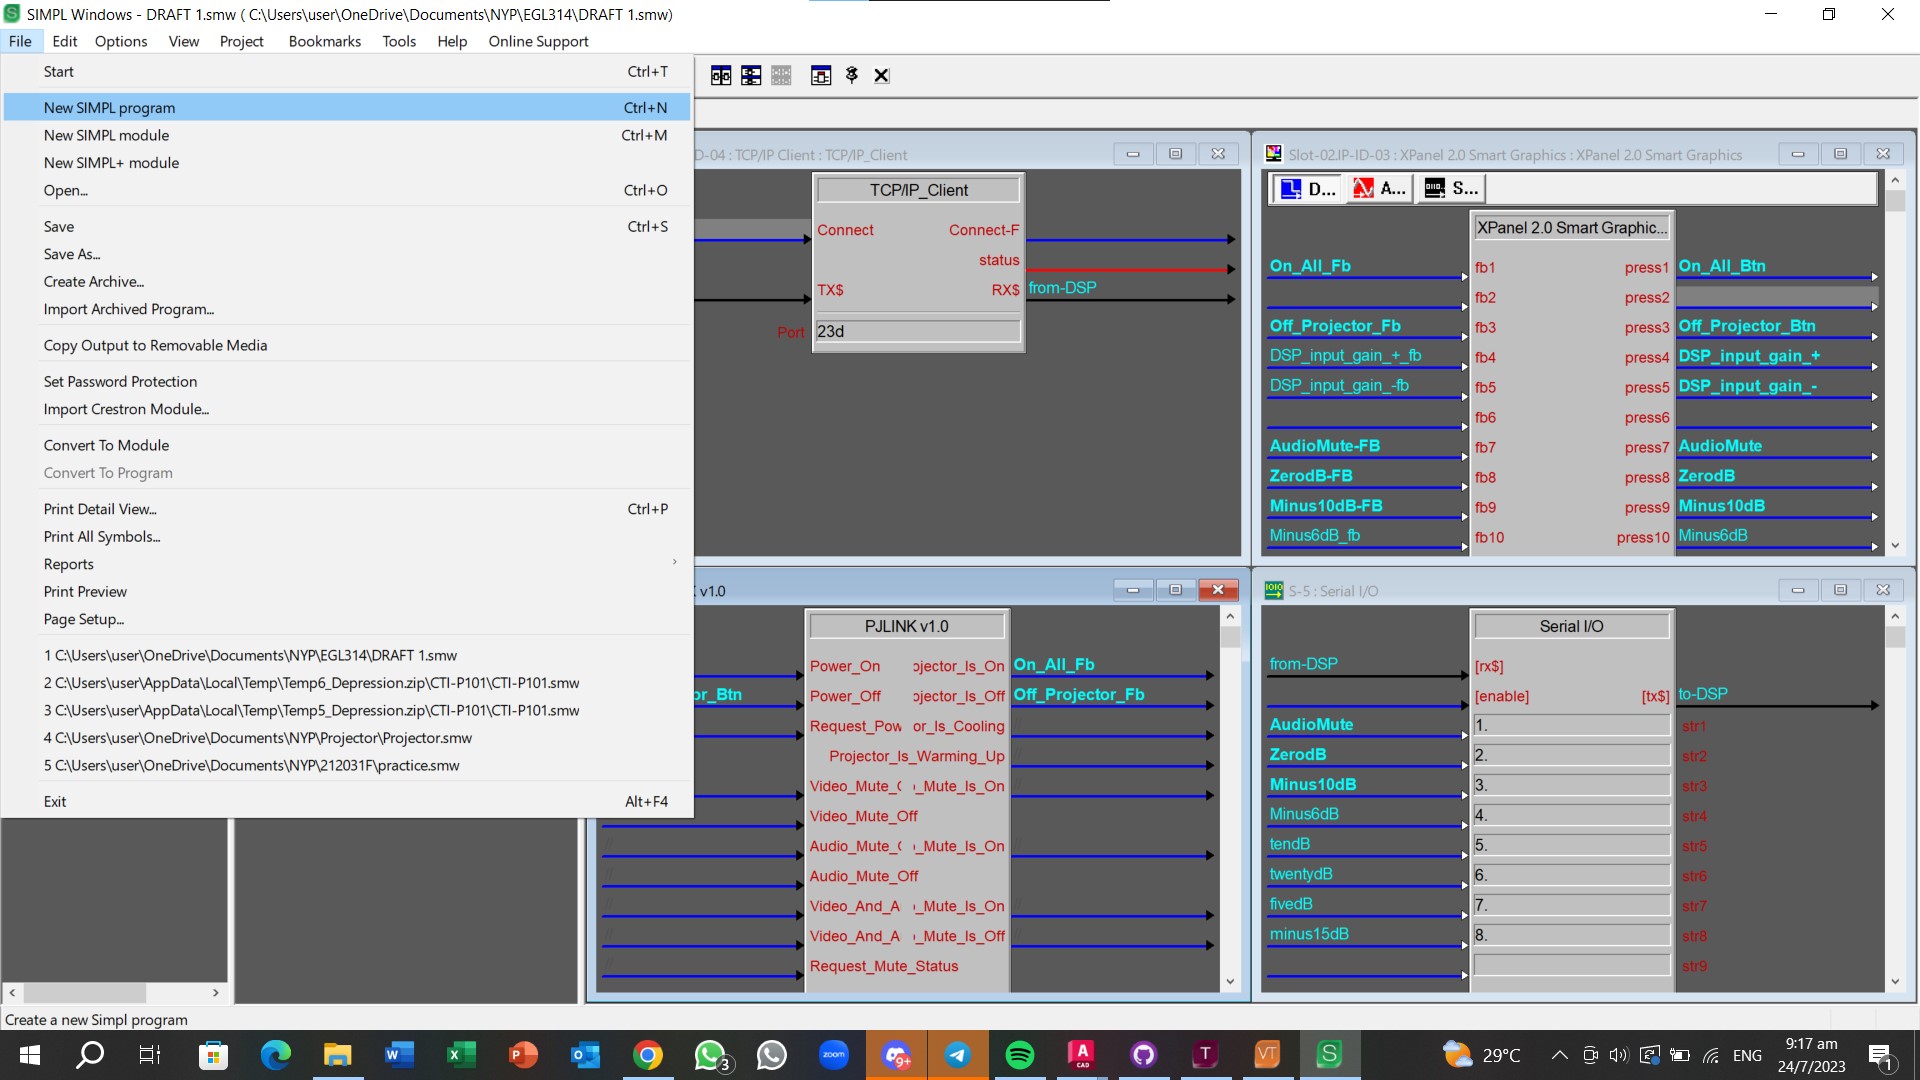 SIMPL Windows - DRAFT 1.smw ( C:\Users\user\OneDrive\Documents\NYP\EGL314\DRAFT 1.smw)
File Edit Options View Project Bookmarks Tools Help Online Support
Start Ctrl+T
New SIMPL program Ctrl+N
New SIMPL module Ctrl+M
New SIMPL+ module
Open... Ctrl+O
Save Ctrl+S
Save As...
Create Archive...
Import Archived Program...
Copy Output to Removable Media
Set Password Protection
Import Crestron Module...
Convert To Module
Convert To Program
Print Detail View... Ctrl+P
Print All Symbols...
Reports
Print Preview
Page Setup...
1 C:\Users\user\OneDrive\Documents\NYP\EGL314\DRAFT 1.smw
2 C:\Users\user\AppData\Local\Temp\Temp6_Depression.zip\CTI-P101\CTI-P101.smw
3 C:\Users\user\AppData\Local\Temp\Temp5_Depression.zip\CTI-P101\CTI-P101.smw
4 C:\Users\user\OneDrive\Documents\NYP\Projector\Projector.smw
5 C:\Users\user\OneDrive\Documents\NYP\212031F\practice.smw
Exit Alt+F4
D-04 : TCP/IP Client : TCP/IP_Client
TCP/IP_Client
Connect Connect-F
status
TX$ RX$ from-DSP
Port 23d
Slot-02.IP-ID-03 : XPanel 2.0 Smart Graphics : XPanel 2.0 Smart Graphics
D... A... S...
XPanel 2.0 Smart Graphic...
On_All_Fb fb1 press1 On_All_Btn
fb2 press2
Off_Projector_Fb fb3 press3 Off_Projector_Btn
DSP_input_gain_+_fb fb4 press4 DSP_input_gain_+
DSP_input_gain_-fb fb5 press5 DSP_input_gain_-
fb6 press6
AudioMute-FB fb7 press7 AudioMute
ZerodB-FB fb8 press8 ZerodB
Minus10dB-FB fb9 press9 Minus10dB
Minus6dB_fb fb10 press10 Minus6dB
v1.0
PJLINK v1.0
Power_On ojector_Is_On On_All_Fb
or_Btn Power_Off ojector_Is_Off Off_Projector_Fb
Request_Pow or_Is_Cooling
Projector_Is_Warming_Up
Video_Mute_ _Mute_Is_On
Video_Mute_Off
Audio_Mute_ _Mute_Is_On
Audio_Mute_Off
Video_And_A _Mute_Is_On
Video_And_A _Mute_Is_Off
Request_Mute_Status
S-5 : Serial I/O
Serial I/O
from-DSP [rx$]
[enable] [tx$] to-DSP
AudioMute 1. str1
ZerodB 2. str2
Minus10dB 3. str3
Minus6dB 4. str4
tendB 5. str5
twentydB 6. str6
fivedB 7. str7
minus15dB 8. str8
str9
Create a new Simpl program
3
zoom
9+
29°C
ENG
9:17 am
24/7/2023
1